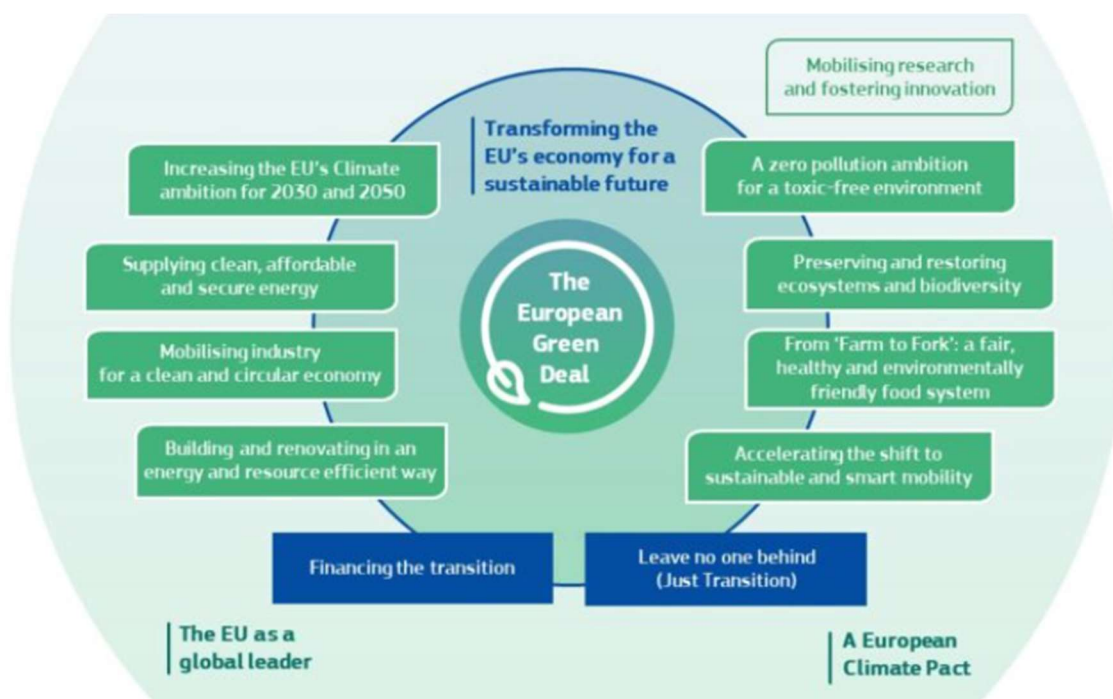 Mobilising research
and fostering innovation
Transforming the
EU's economy for a
sustainable future
Increasing the EU's Climate
ambition for 2030 and 2050
A zero pollution ambition
for a toxic-free environment
Supplying clean, affordable
and secure energy
Preserving and restoring
ecosystems and biodiversity
The
European
Green
Deal
Mobilising industry
for a clean and circular economy
From 'Farm to Fork': a fair,
healthy and environmentally
friendly food system
Building and renovating in an
energy and resource efficient way
Accelerating the shift to
sustainable and smart mobility
Financing the transition
Leave no one behind
(Just Transition)
The EU as a
global leader
A European
Climate Pact